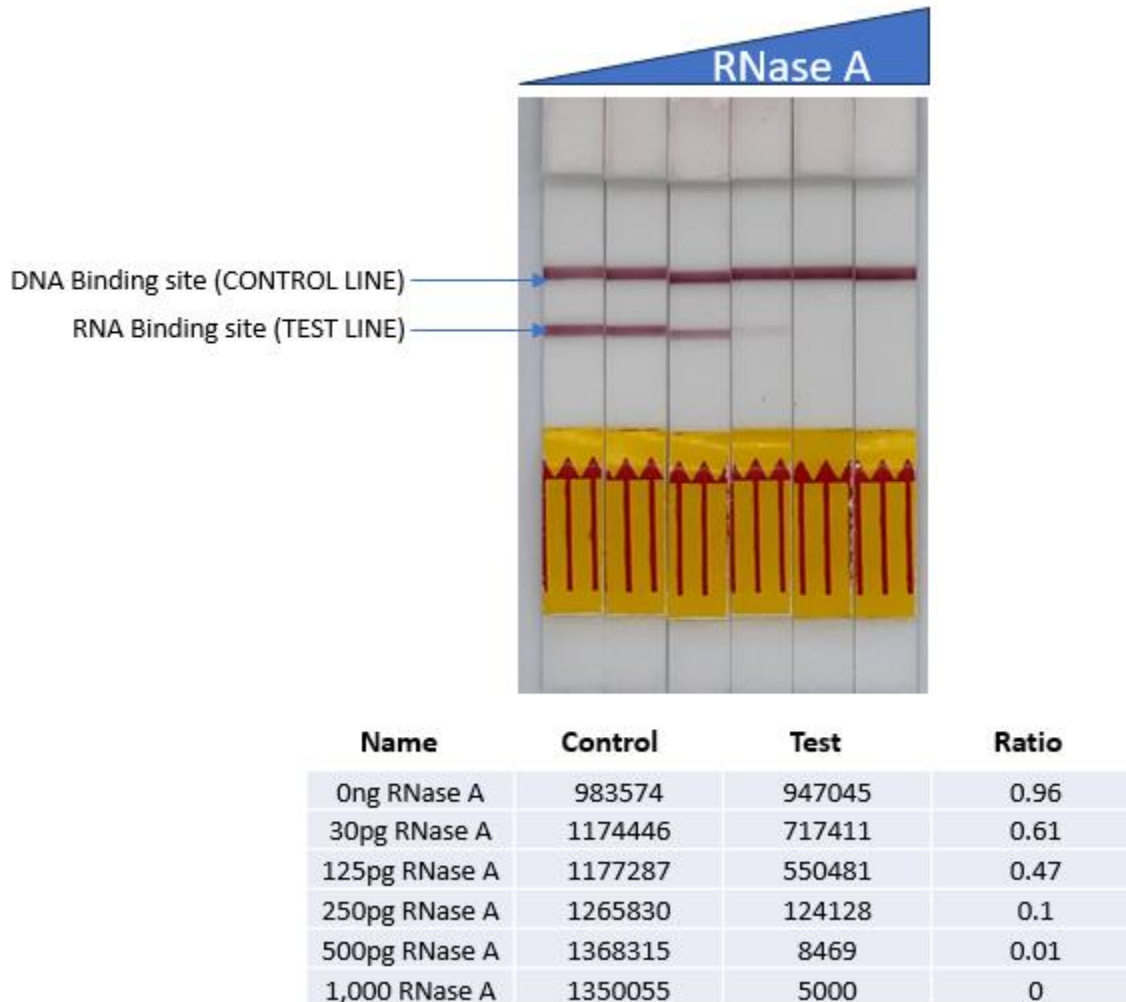 RNase A
DNA Binding site (CONTROL LINE)
RNA Binding site (TEST LINE)
Name Control Test Ratio
0ng RNase A 983574 947045 0.96
30pg RNase A 1174446 717411 0.61
125pg RNase A 1177287 550481 0.47
250pg RNase A 1265830 124128 0.1
500pg RNase A 1368315 8469 0.01
1,000 RNase A 1350055 5000 0